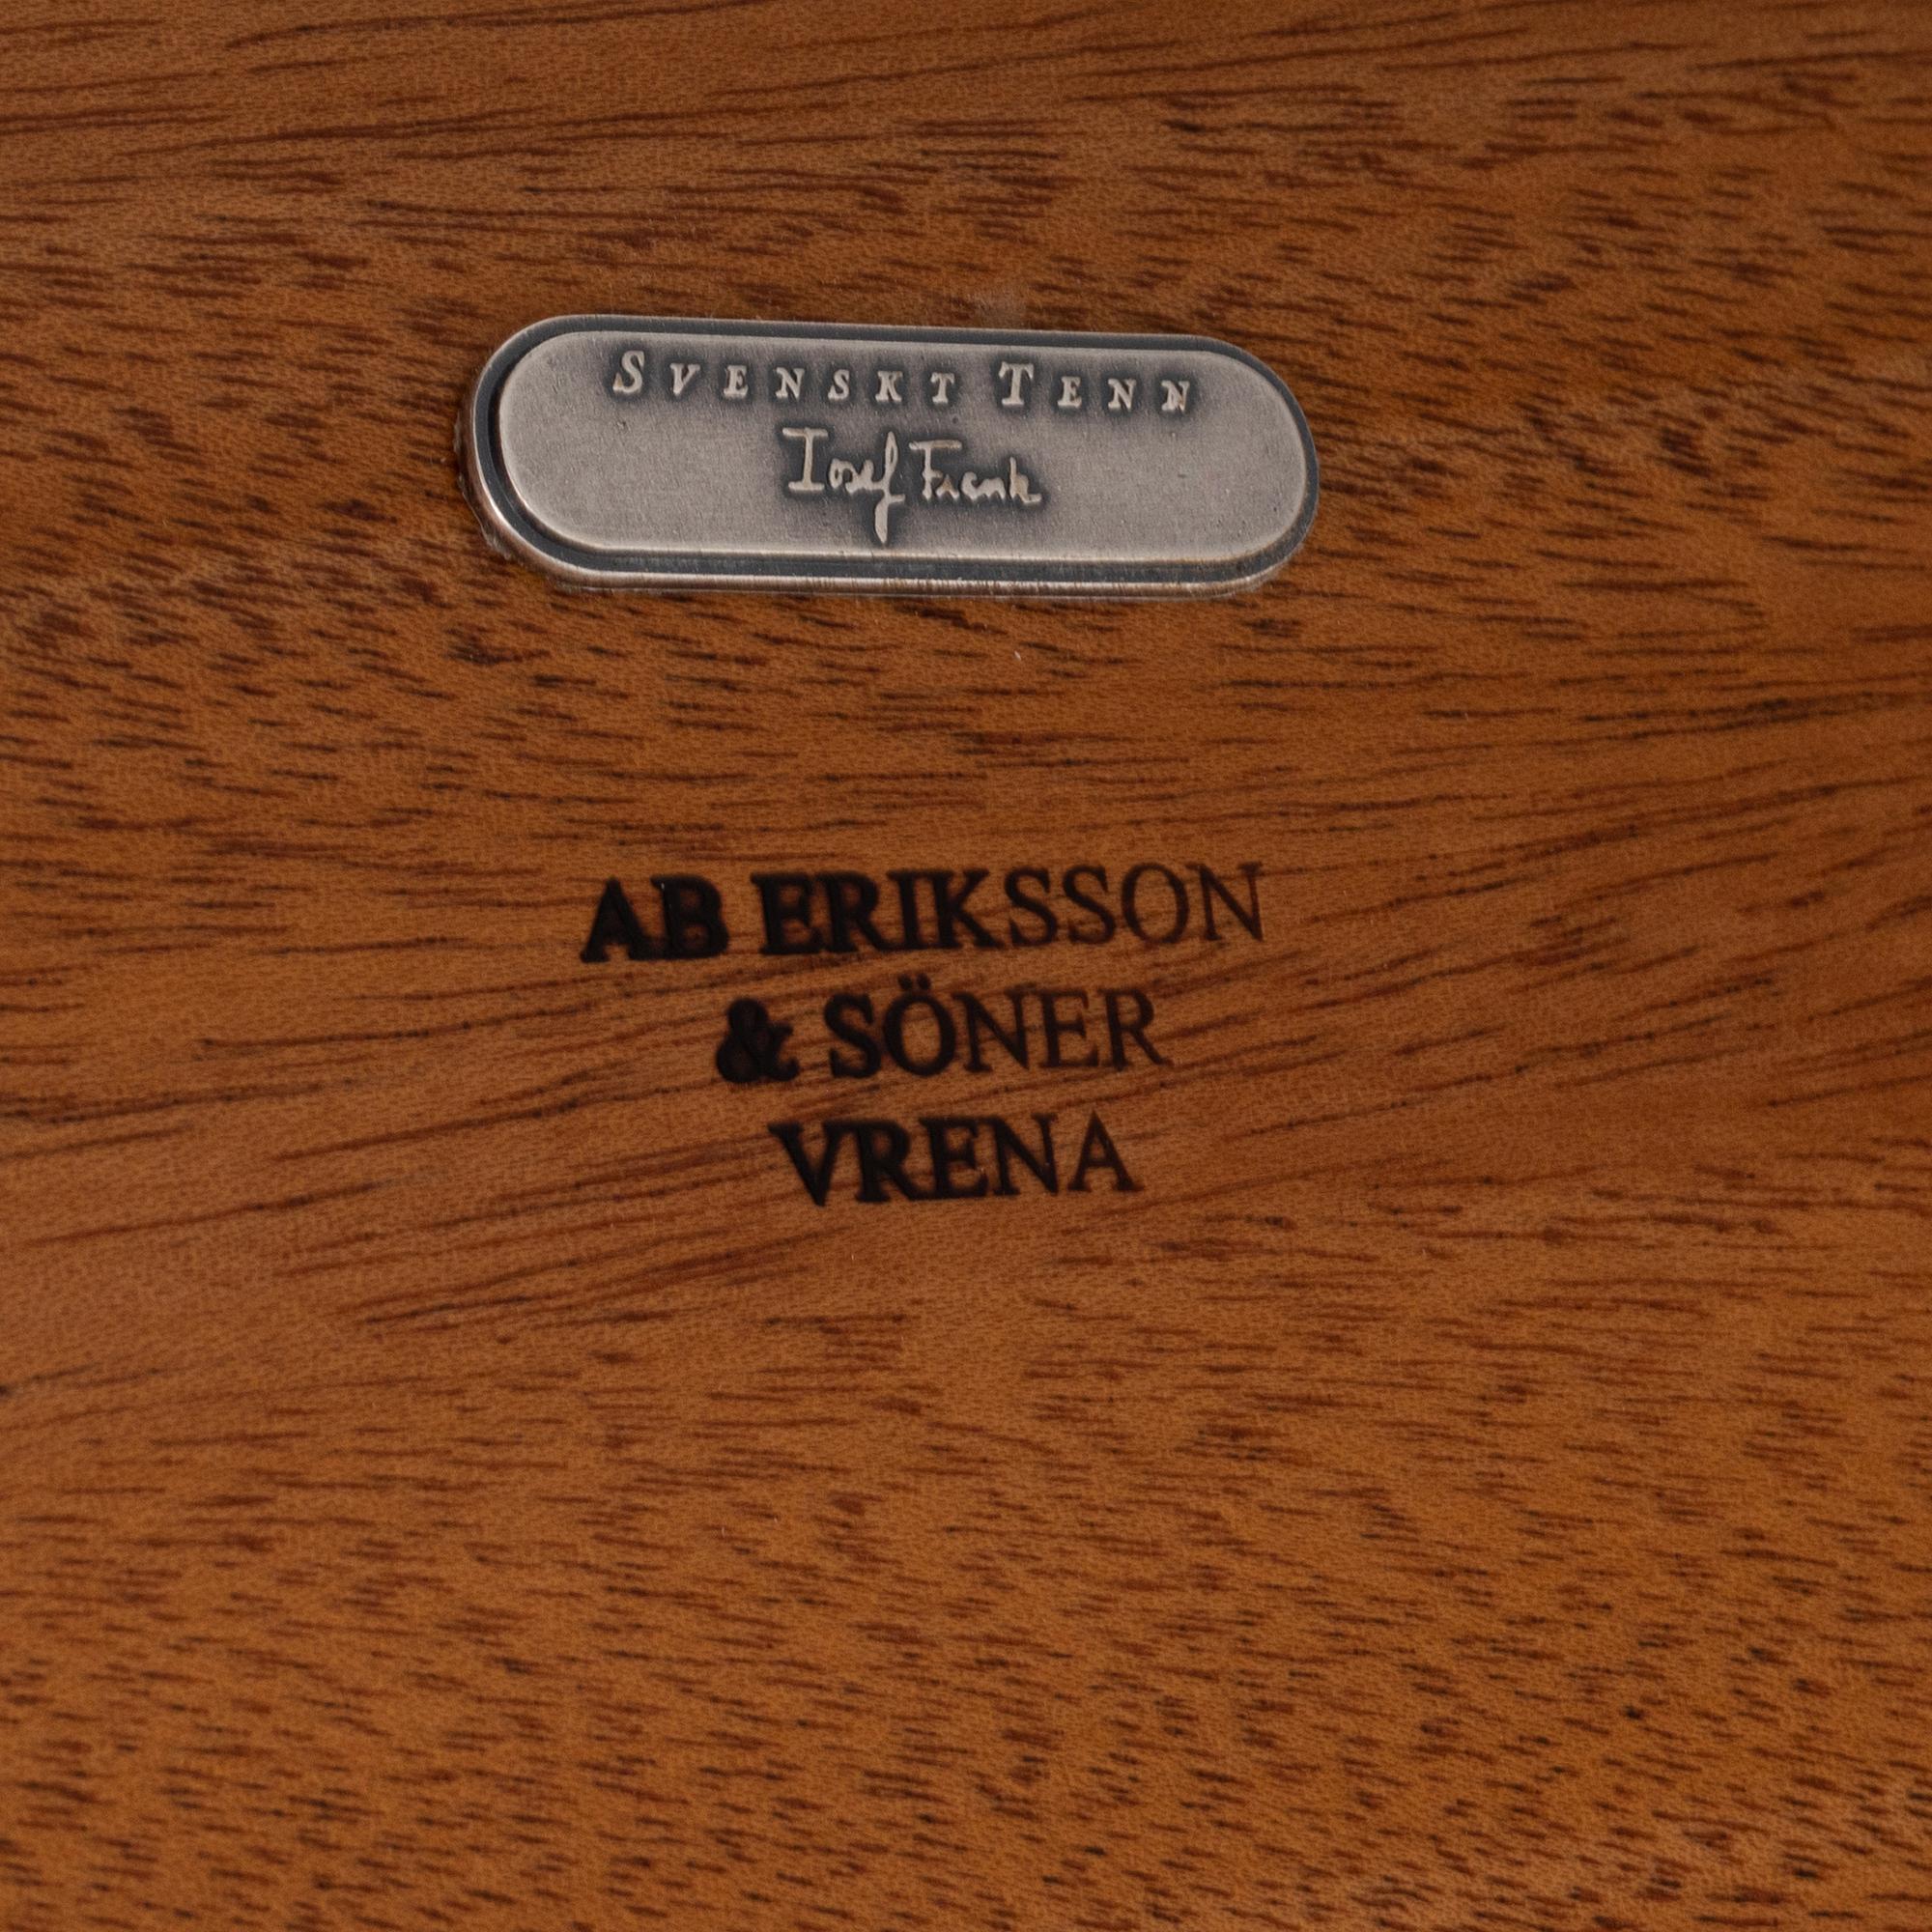 SVENSKT TENN
Josef Frank
AB ERIKSSON
& SÖNER
VRENA